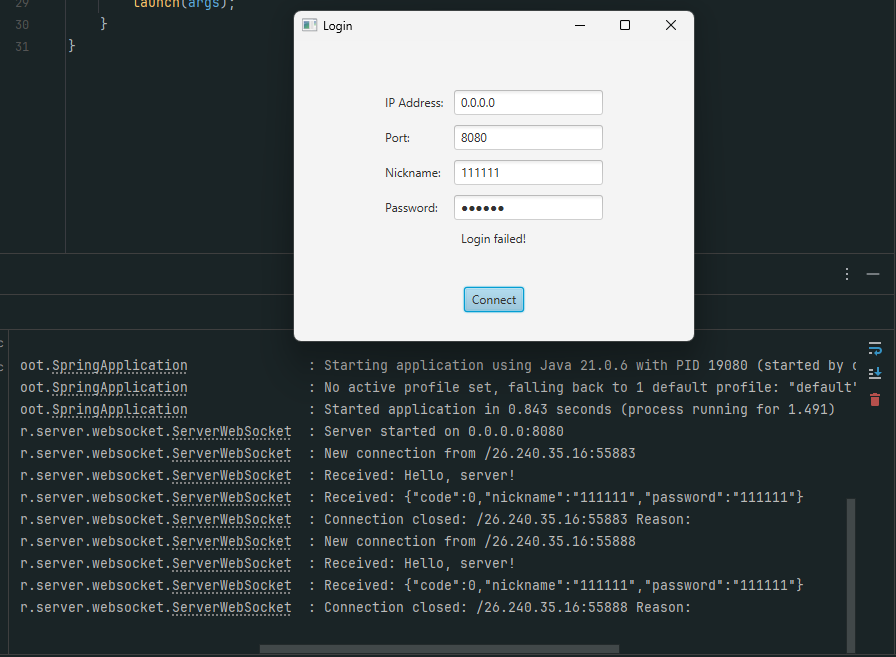 29 launch(args);
30 }
31 }
Login
IP Address: 0.0.0.0
Port: 8080
Nickname: 111111
Password: ●●●●●●
Login failed!
Connect
oot.SpringApplication : Starting application using Java 21.0.6 with PID 19080 (started by
oot.SpringApplication : No active profile set, falling back to 1 default profile: "default"
oot.SpringApplication : Started application in 0.843 seconds (process running for 1.491)
r.server.websocket.ServerWebSocket : Server started on 0.0.0.0:8080
r.server.websocket.ServerWebSocket : New connection from /26.240.35.16:55883
r.server.websocket.ServerWebSocket : Received: Hello, server!
r.server.websocket.ServerWebSocket : Received: {"code":0,"nickname":"111111","password":"111111"}
r.server.websocket.ServerWebSocket : Connection closed: /26.240.35.16:55883 Reason:
r.server.websocket.ServerWebSocket : New connection from /26.240.35.16:55888
r.server.websocket.ServerWebSocket : Received: Hello, server!
r.server.websocket.ServerWebSocket : Received: {"code":0,"nickname":"111111","password":"111111"}
r.server.websocket.ServerWebSocket : Connection closed: /26.240.35.16:55888 Reason: